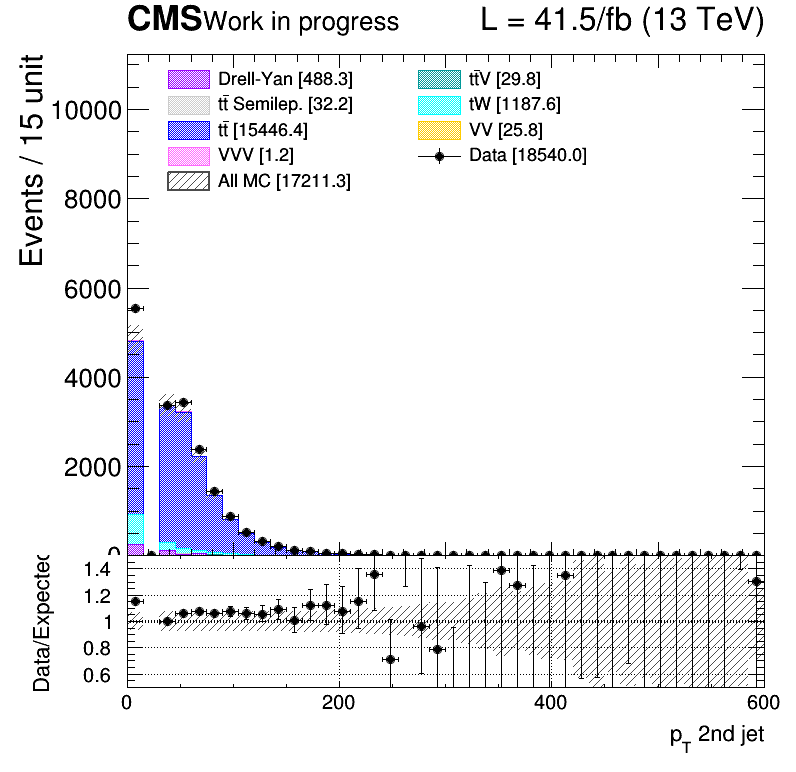 CMS Work in progress L = 41.5/fb (13 TeV)
Drell-Yan [488.3] tt̄V [29.8]
tt̄ Semilep. [32.2] tW [1187.6]
tt̄ [15446.4] VV [25.8]
VVV [1.2] Data [18540.0]
All MC [17211.3]
Events / 15 unit
10000
8000
6000
4000
2000
0
Data/Expected
1.4
1.2
1
0.8
0.6
0 200 400 600
p_T 2nd jet